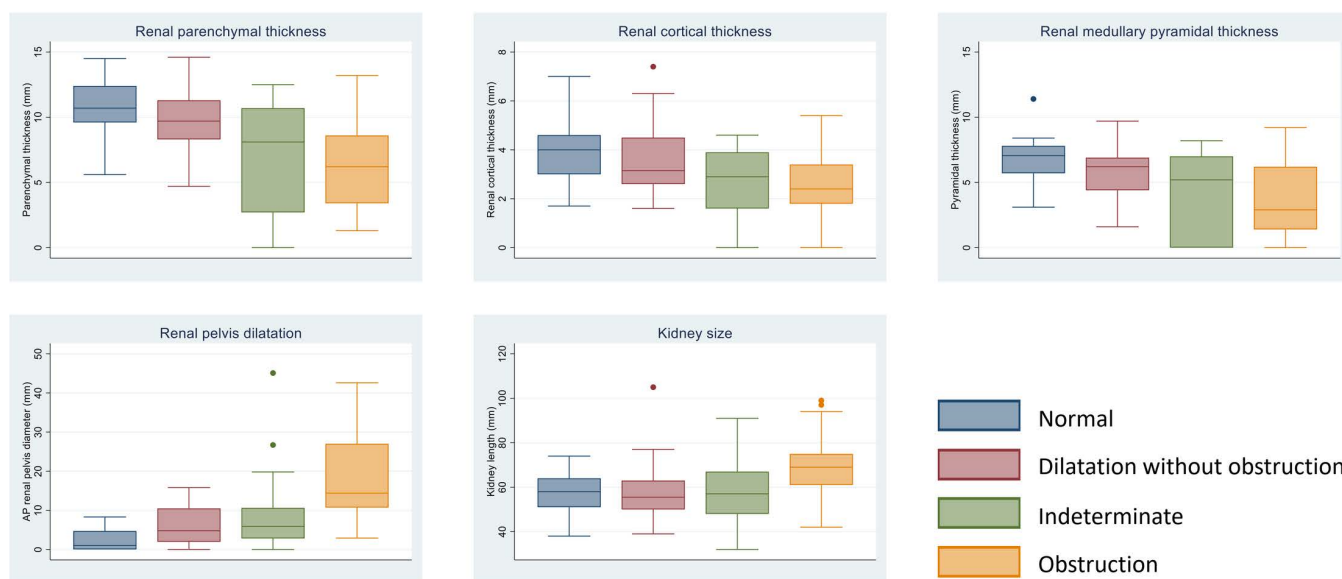 Renal parenchymal thickness
Parenchymal thickness (mm)
15
10
5
0
Renal cortical thickness
Renal cortical thickness (mm)
8
6
4
2
0
Renal medullary pyramidal thickness
Pyramidal thickness (mm)
15
10
5
0
Renal pelvis dilatation
AP renal pelvis diameter (mm)
50
40
30
20
10
0
Kidney size
Kidney length (mm)
120
100
80
60
40
Normal
Dilatation without obstruction
Indeterminate
Obstruction